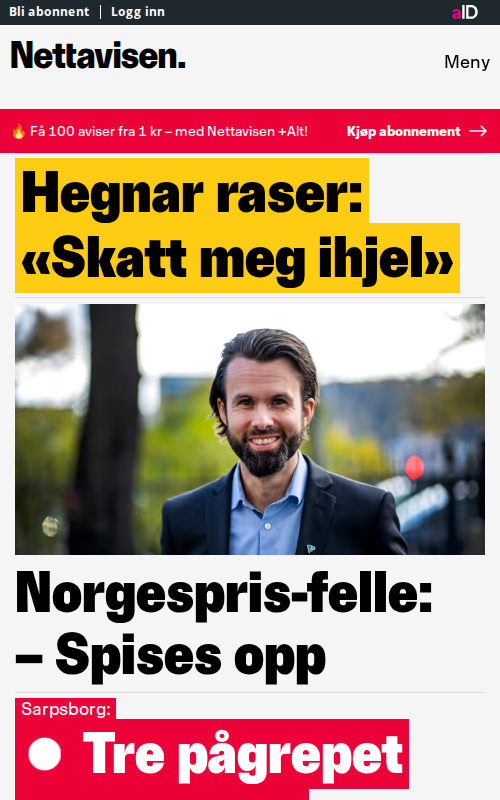 Bli abonnent | Logg inn
aID
Nettavisen.
Meny
🔥 Få 100 aviser fra 1 kr – med Nettavisen +Alt!
Kjøp abonnement →
Hegnar raser:
«Skatt meg ihjel»
Norgespris-felle:
– Spises opp
Sarpsborg:
Tre pågrepet